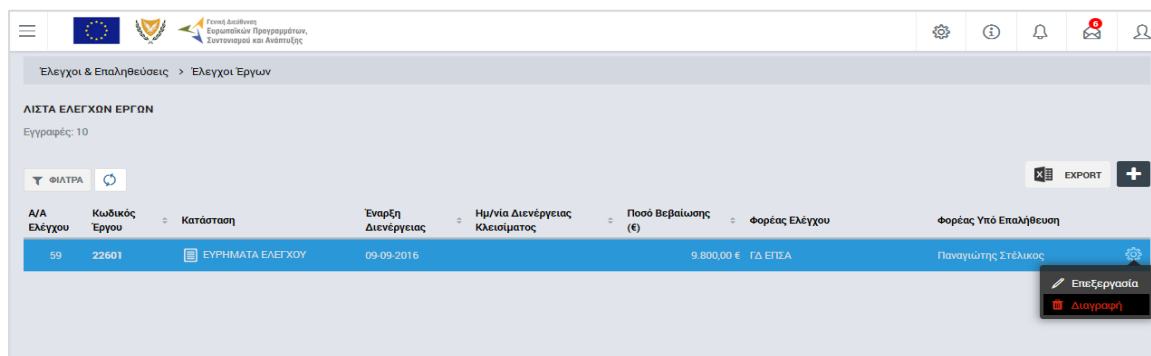 Γενική Διεύθυνση
Ευρωπαϊκών Προγραμμάτων,
Συντονισμού και Ανάπτυξης
6
Έλεγχοι & Επαληθεύσεις > Έλεγχοι Έργων
ΛΙΣΤΑ ΕΛΕΓΧΩΝ ΕΡΓΩΝ
Εγγραφές: 10
ΦΙΛΤΡΑ
EXPORT
Α/Α Ελέγχου Κωδικός Έργου Κατάσταση Έναρξη Διενέργειας Ημ/νία Διενέργειας Κλεισίματος Ποσό Βεβαίωσης (€) Φορέας Ελέγχου Φορέας Υπό Επαλήθευση
59 22601 ΕΥΡΗΜΑΤΑ ΕΛΕΓΧΟΥ 09-09-2016 9.800,00 € ΓΔ ΕΠΣΑ Παναγιώτης Στέλικος
Επεξεργασία
Διαγραφή